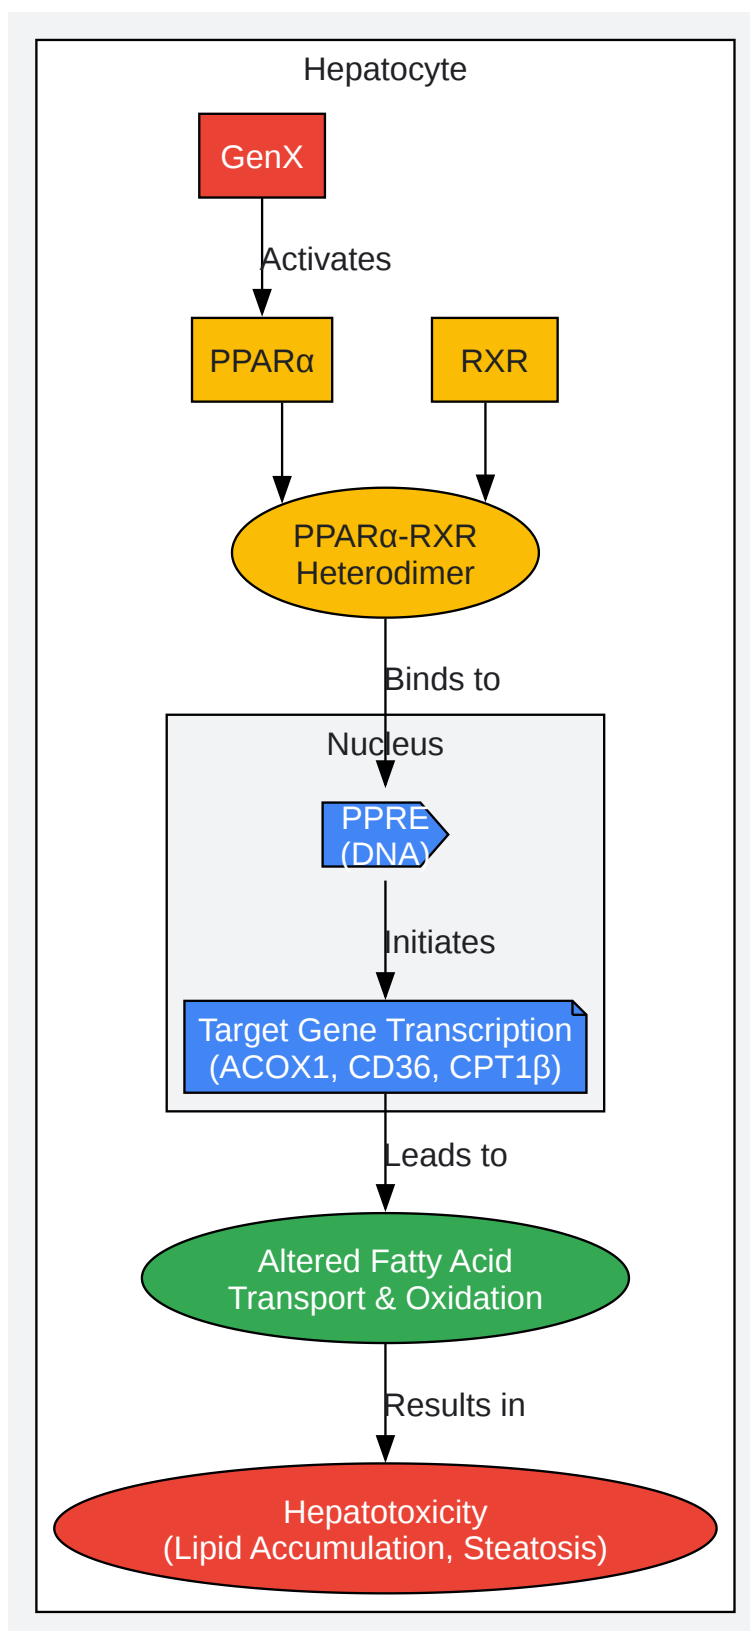 Hepatocyte
GenX
Activates
PPARα
RXR
PPARα-RXR
Heterodimer
Binds to
Nucleus
PPRE
(DNA)
Initiates
Target Gene Transcription
(ACOX1, CD36, CPT1β)
Leads to
Altered Fatty Acid
Transport & Oxidation
Results in
Hepatotoxicity
(Lipid Accumulation, Steatosis)